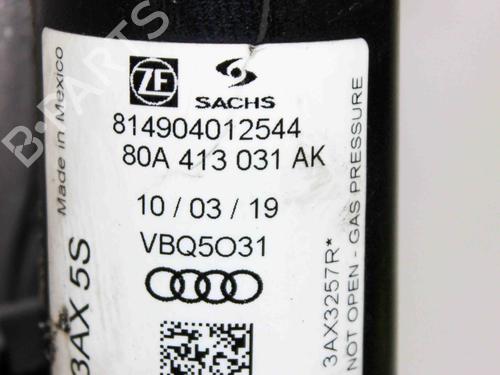 Made in Mexico
ZF
SACHS
814904012544
80A 413 031 AK
10 / 03 / 19
VBQ5O31
3AX 5S
3AX3257R*
NOT OPEN - GAS PRESSURE
B-PARTS